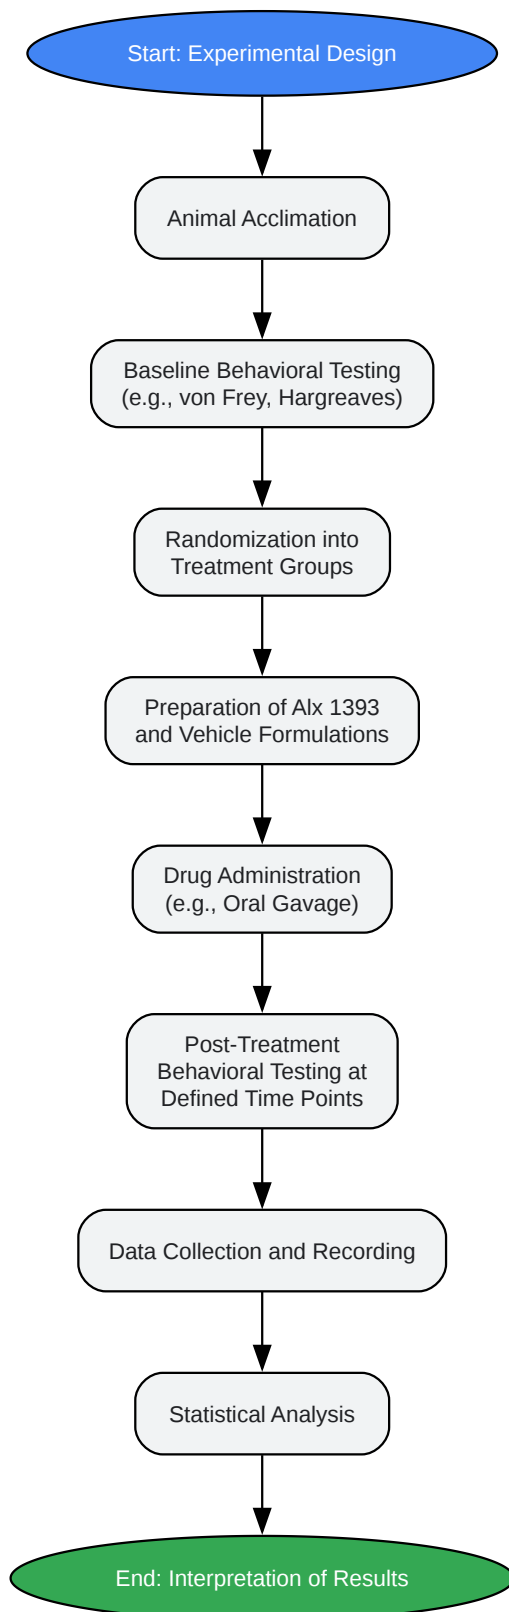 Start: Experimental Design
Animal Acclimation
Baseline Behavioral Testing
(e.g., von Frey, Hargreaves)
Randomization into
Treatment Groups
Preparation of Alx 1393
and Vehicle Formulations
Drug Administration
(e.g., Oral Gavage)
Post-Treatment
Behavioral Testing at
Defined Time Points
Data Collection and Recording
Statistical Analysis
End: Interpretation of Results